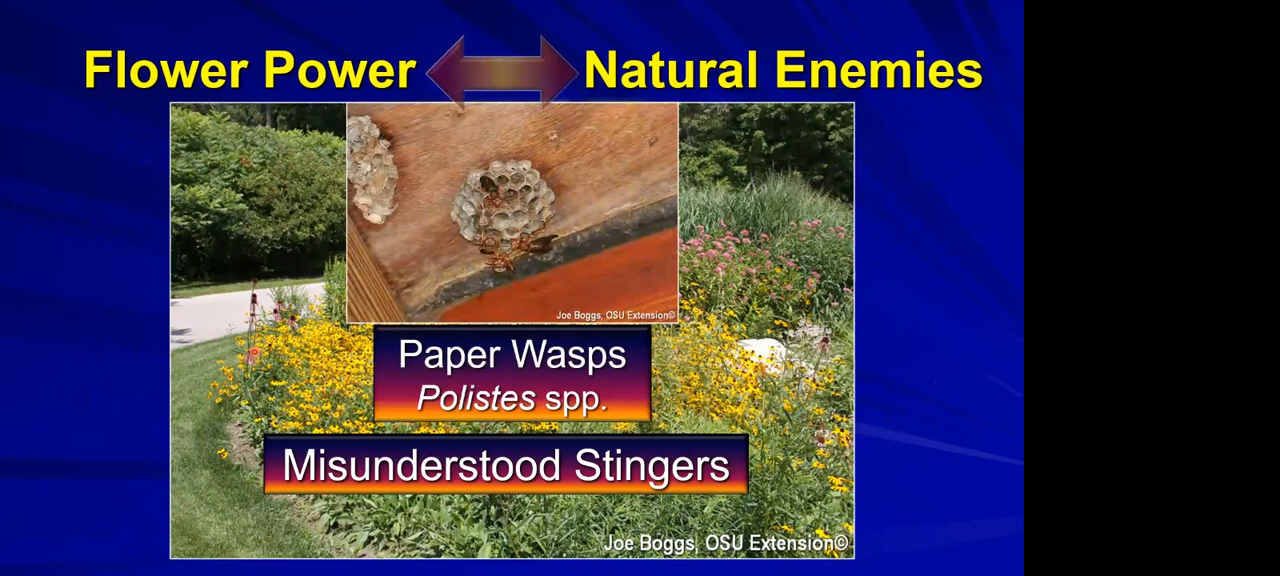 Flower Power Natural Enemies
Joe Boggs, OSU Extension©
Paper Wasps
Polistes spp.
Misunderstood Stingers
Joe Boggs, OSU Extension©